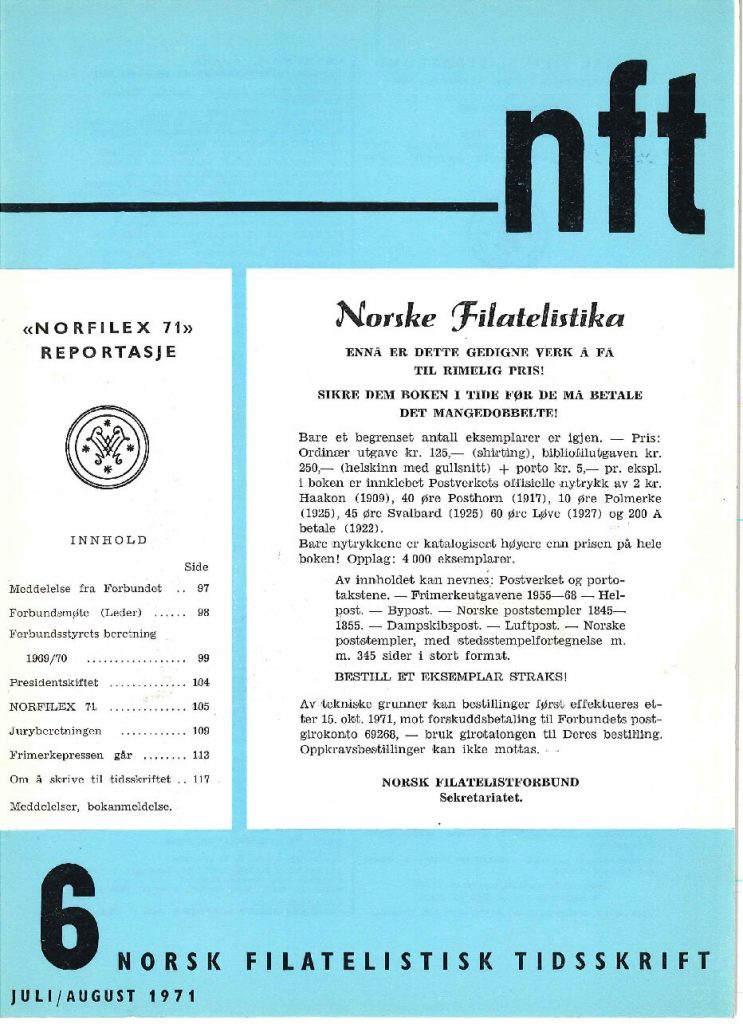 nft
«NORFILEX 71»
REPORTASJE
INNHOLD
Side
Meddelelse fra Forbundet .. 97
Forbundsmøte (Leder) ...... 98
Forbundsstyrets beretning
1969/70 ................. 99
Presidentskiftet ............. 104
NORFILEX 71 ............. 105
Juryberetningen ........... 109
Frimerkepressen går ........ 113
Om å skrive til tidsskriftet .. 117
Meddelelser, bokanmeldelse.
Norske Filatelistika
ENNÅ ER DETTE GEDIGNE VERK Å FÅ
TIL RIMELIG PRIS!
SIKRE DEM BOKEN I TIDE FØR DE MÅ BETALE
DET MANGEDOBBELTE!
Bare et begrenset antall eksemplarer er igjen. — Pris:
Ordinær utgave kr. 125,— (shirting), bibliofilutgaven kr.
250,— (helskinn med gullsnitt) + porto kr. 5,— pr. ekspl.
i boken er innklebet Postverkets offisielle nytrykk av 2 kr.
Haakon (1909), 40 øre Posthorn (1917), 10 øre Polmerke
(1925), 45 øre Svalbard (1925) 60 øre Løve (1927) og 200 A
betale (1922).
Bare nytrykkene er katalogisert høyere enn prisen på hele
boken! Opplag: 4 000 eksemplarer.
Av innholdet kan nevnes: Postverket og porto-
takstene. — Frimerkeutgavene 1955—68 — Hel-
post. — Bypost. — Norske poststempler 1845—
1855. — Dampskibspost. — Luftpost. — Norske
poststempler, med stedsstempelfortegnelse m.
m. 345 sider i stort format.
BESTILL ET EKSEMPLAR STRAKS!
Av tekniske grunner kan bestillinger først effektueres et-
ter 15. okt. 1971, mot forskuddsbetaling til Forbundets post-
girokonto 69268, — bruk girotalongen til Deres bestilling.
Oppkravsbestillinger kan ikke mottas.
NORSK FILATELISTFORBUND
Sekretariatet.
6 NORSK FILATELISTISK TIDSSKRIFT
JULI/AUGUST 1971